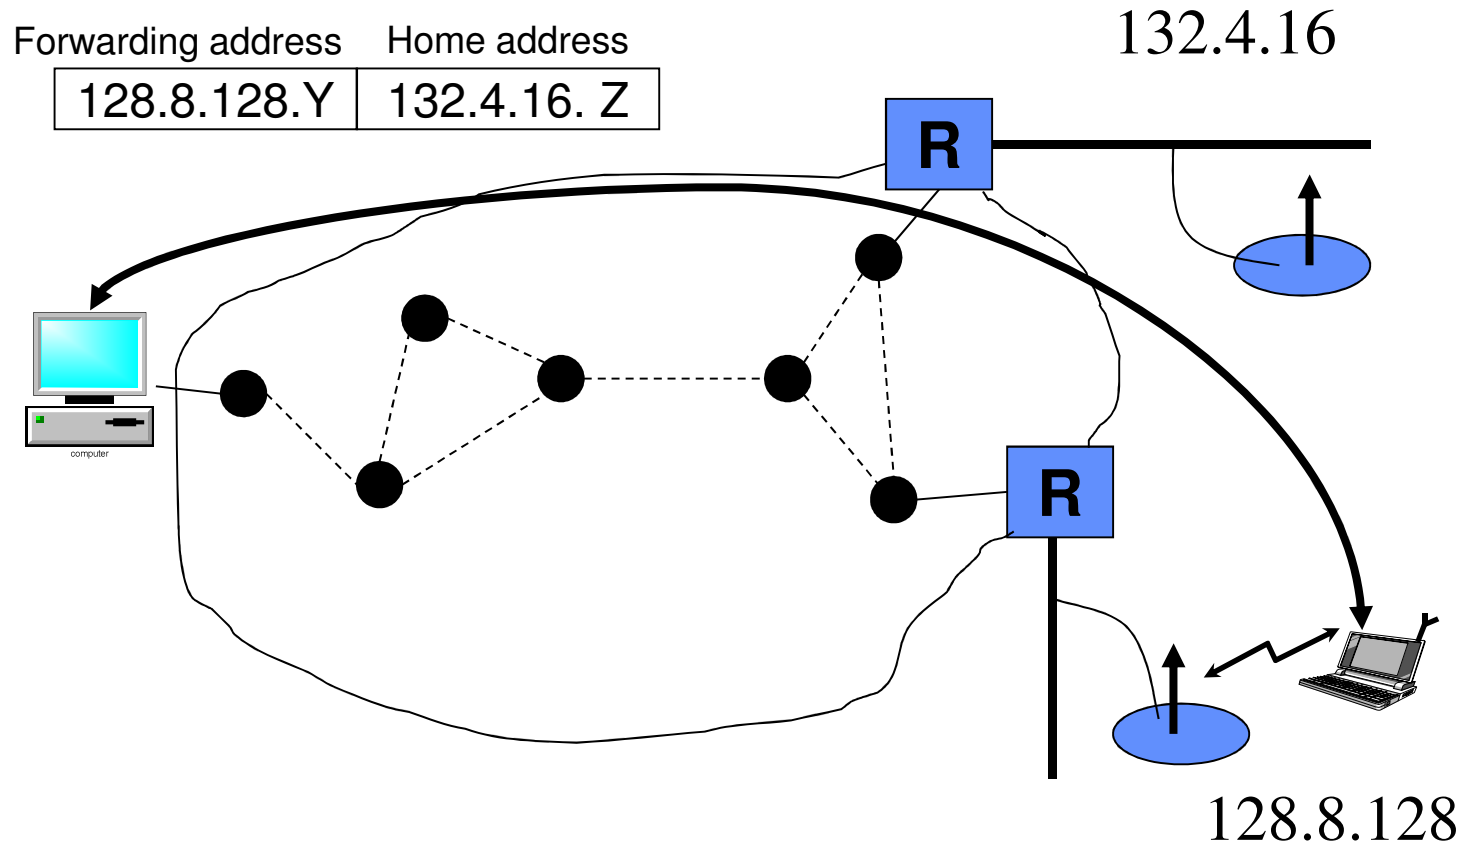 Forwarding address Home address
128.8.128.Y 132.4.16. Z
132.4.16
R
computer
R
128.8.128